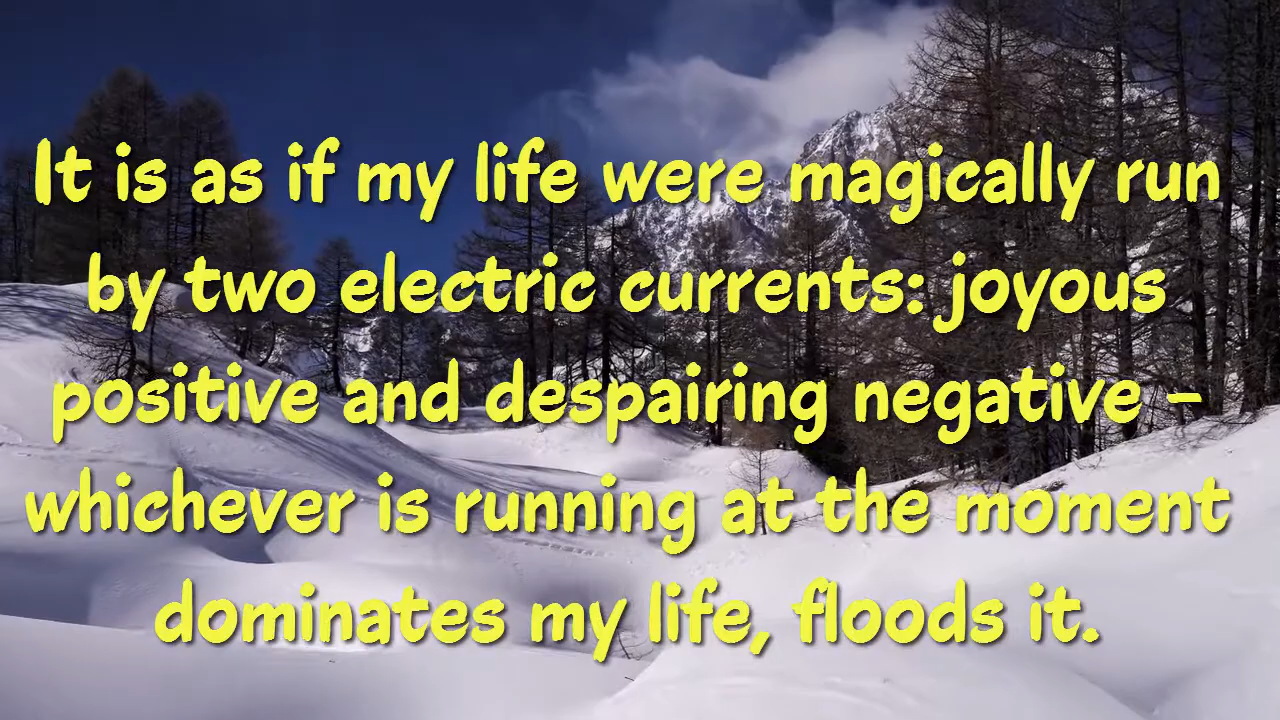 It is as if my life were magically run
by two electric currents: joyous
positive and despairing negative –
whichever is running at the moment
dominates my life, floods it.